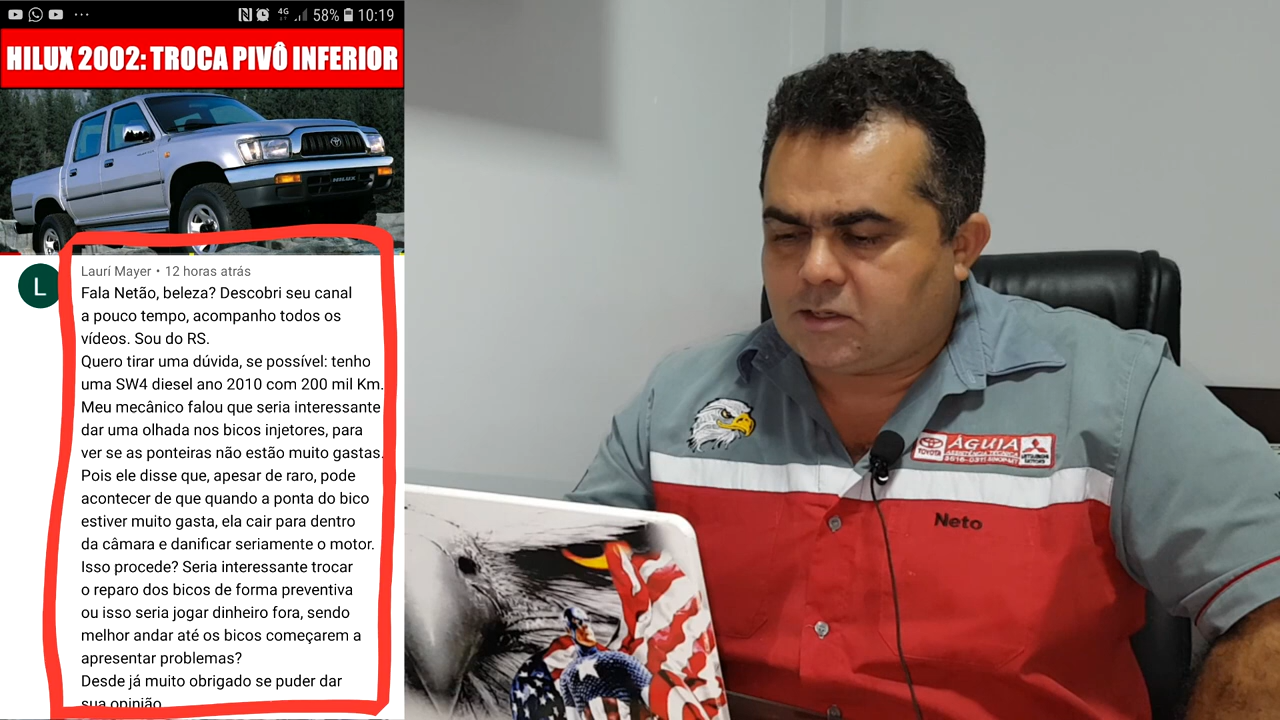 4G
58%
10:19
HILUX 2002: TROCA PIVÔ INFERIOR
HILUX
L
Laurí Mayer • 12 horas atrás
Fala Netão, beleza? Descobri seu canal
a pouco tempo, acompanho todos os
vídeos. Sou do RS.
Quero tirar uma dúvida, se possível: tenho
uma SW4 diesel ano 2010 com 200 mil Km.
Meu mecânico falou que seria interessante
dar uma olhada nos bicos injetores, para
ver se as ponteiras não estão muito gastas.
Pois ele disse que, apesar de raro, pode
acontecer de que quando a ponta do bico
estiver muito gasta, ela cair para dentro
da câmara e danificar seriamente o motor.
Isso procede? Seria interessante trocar
o reparo dos bicos de forma preventiva
ou isso seria jogar dinheiro fora, sendo
melhor andar até os bicos começarem a
apresentar problemas?
Desde já muito obrigado se puder dar
sua opinião
ÁGUIA
TOYOTA
ASSISTÊNCIA TÉCNICA
Neto